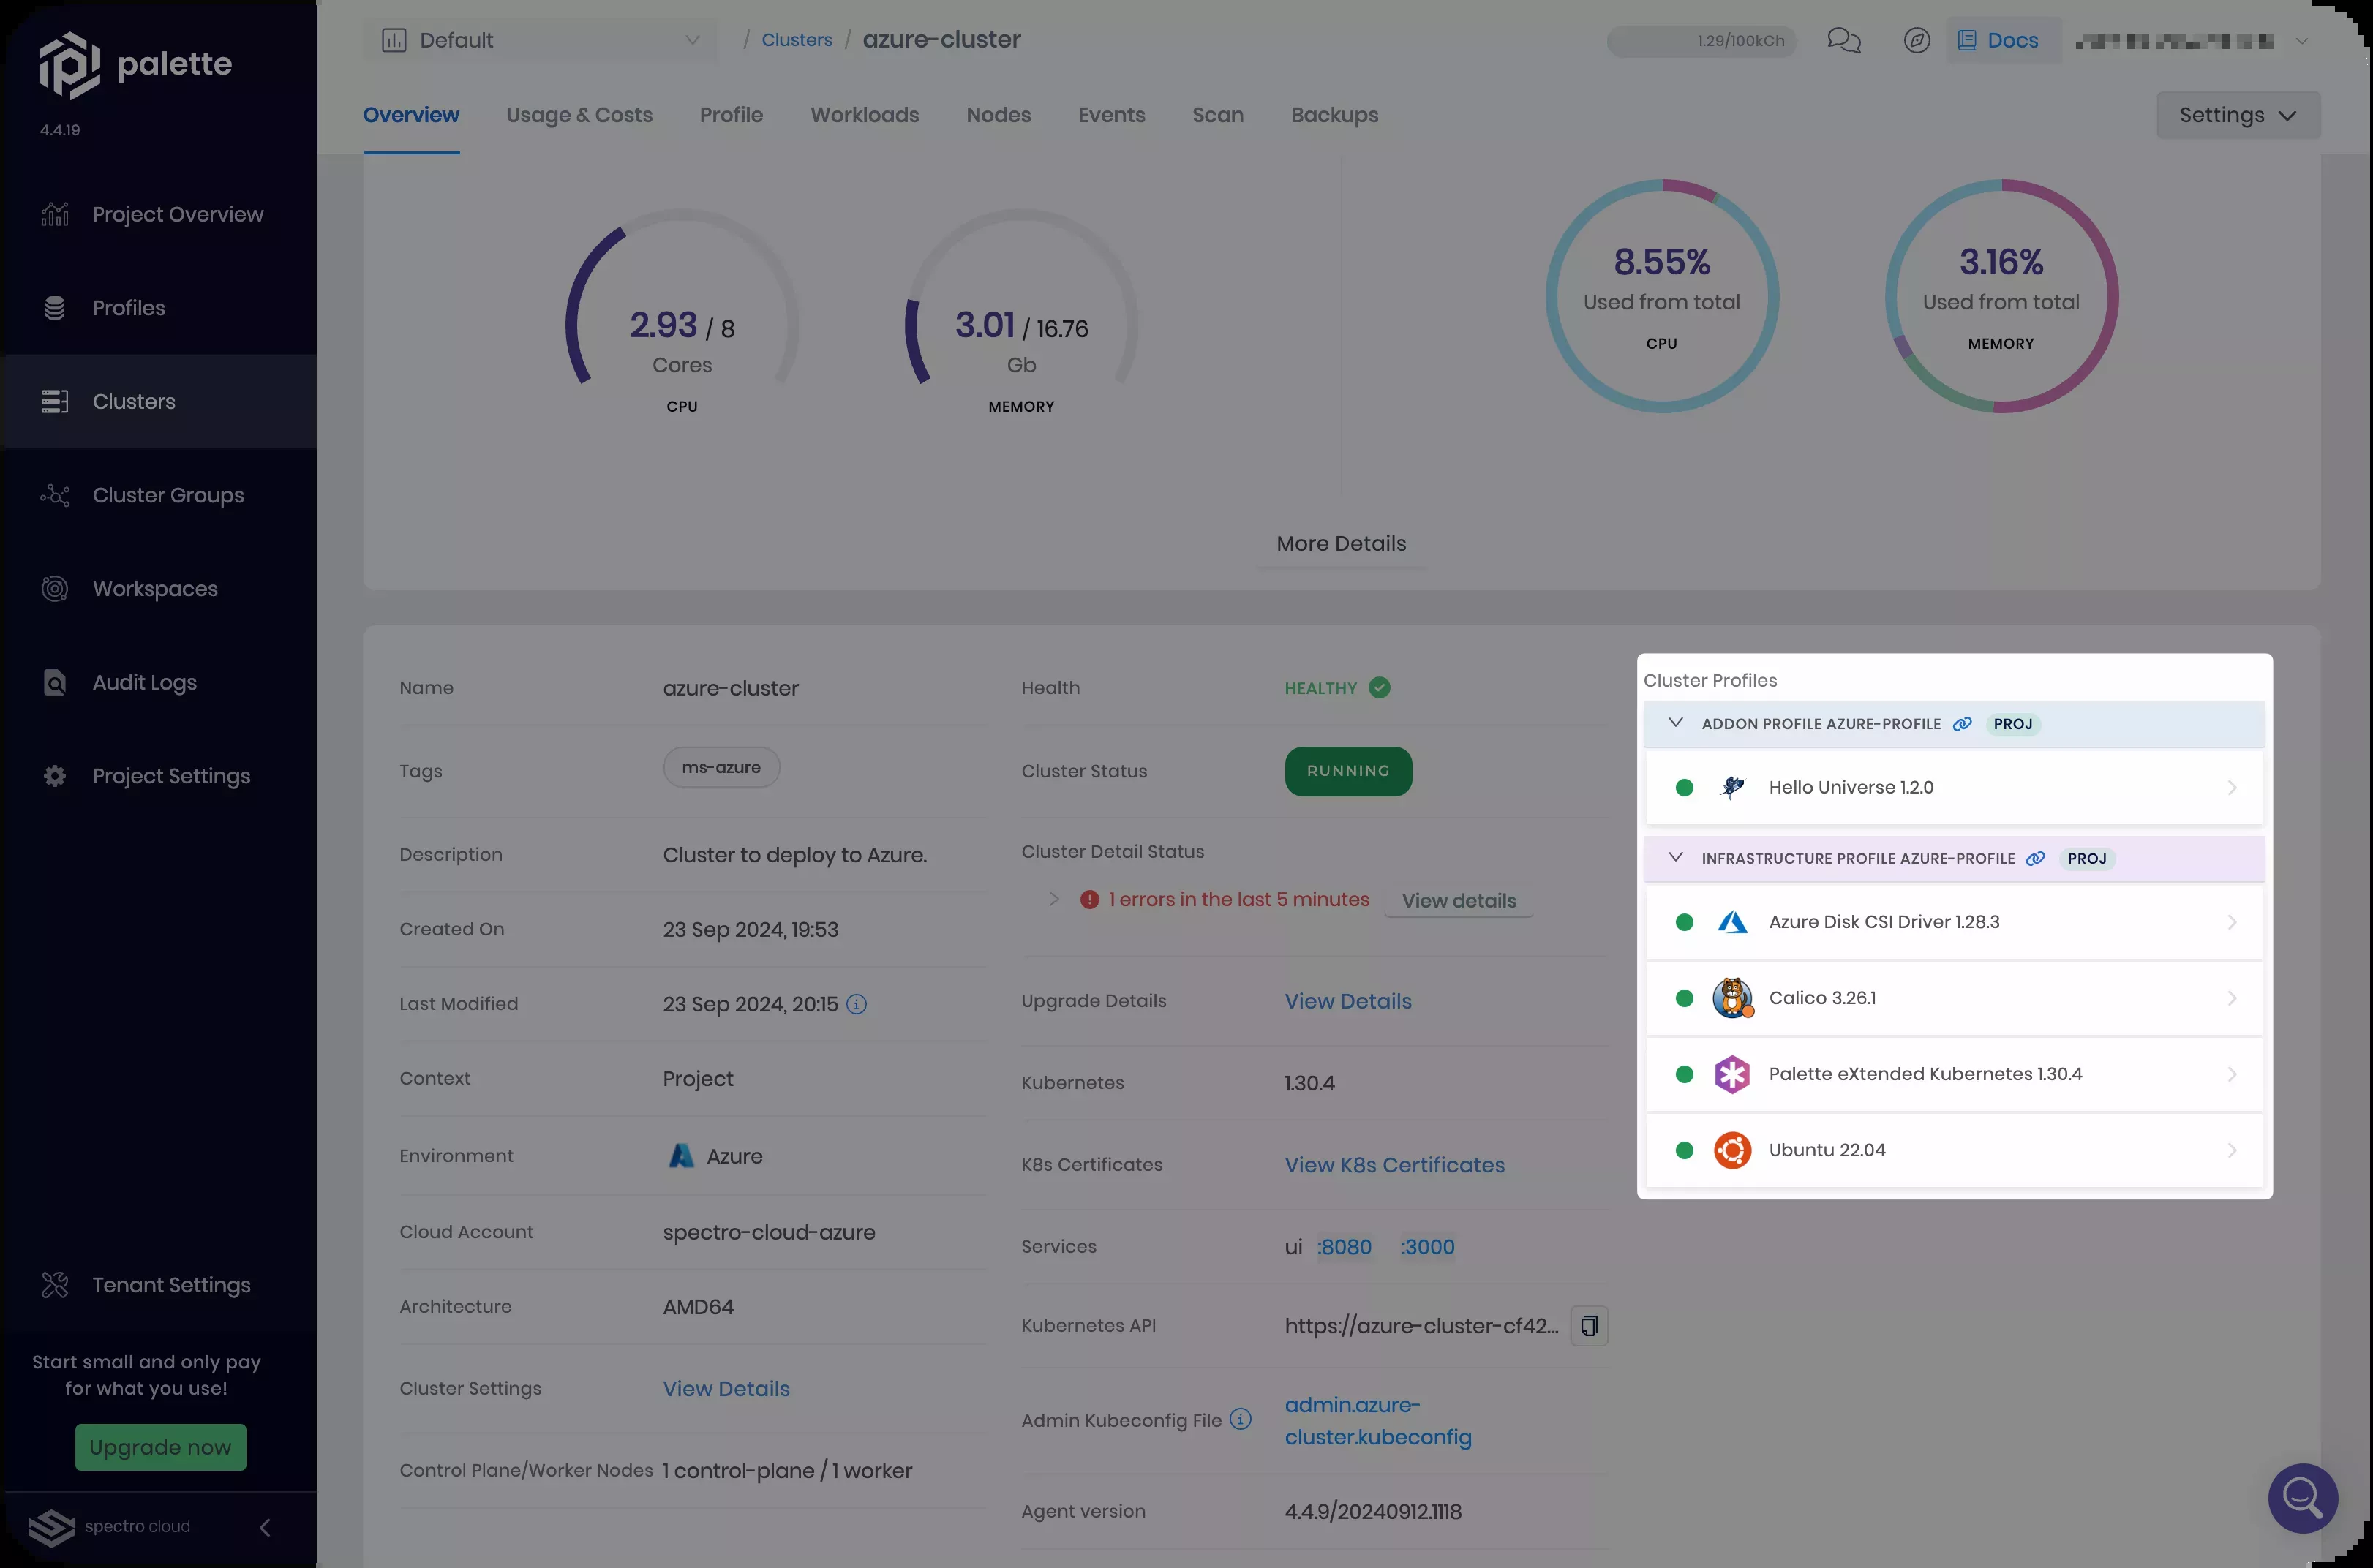 palette
4.4.19
Project Overview
Profiles
Clusters
Cluster Groups
Workspaces
Audit Logs
Project Settings
Tenant Settings
Start small and only pay
for what you use!
Upgrade now
spectro cloud
Default / Clusters / azure-cluster
1.29/100kCh
Docs
Overview Usage & Costs Profile Workloads Nodes Events Scan Backups
Settings
2.93 / 8
Cores
CPU
3.01 / 16.76
Gb
MEMORY
8.55%
Used from total
CPU
3.16%
Used from total
MEMORY
More Details
Name azure-cluster
Tags ms-azure
Description Cluster to deploy to Azure.
Created On 23 Sep 2024, 19:53
Last Modified 23 Sep 2024, 20:15
Context Project
Environment Azure
Cloud Account spectro-cloud-azure
Architecture AMD64
Cluster Settings View Details
Control Plane/Worker Nodes 1 control-plane / 1 worker
Health HEALTHY
Cluster Status RUNNING
Cluster Detail Status
1 errors in the last 5 minutes View details
Upgrade Details View Details
Kubernetes 1.30.4
K8s Certificates View K8s Certificates
Services ui :8080 :3000
Kubernetes API https://azure-cluster-cf42...
Admin Kubeconfig File admin.azure-
cluster.kubeconfig
Agent version 4.4.9/20240912.1118
Cluster Profiles
ADDON PROFILE AZURE-PROFILE PROJ
Hello Universe 1.2.0
INFRASTRUCTURE PROFILE AZURE-PROFILE PROJ
Azure Disk CSI Driver 1.28.3
Calico 3.26.1
Palette eXtended Kubernetes 1.30.4
Ubuntu 22.04